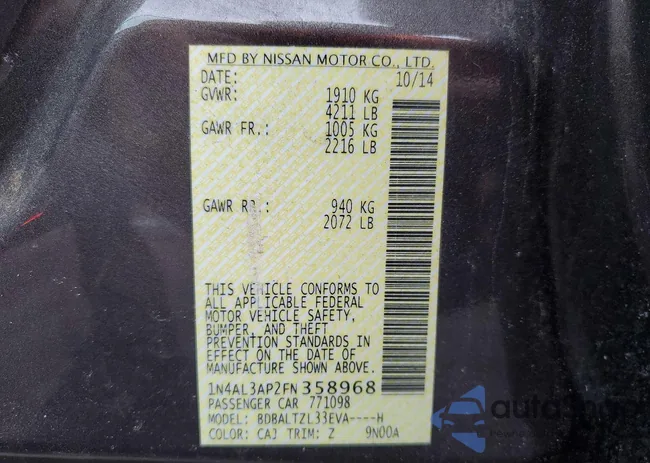 MFD BY NISSAN MOTOR CO., LTD.
DATE: 10/14
GVWR: 1910 KG
4211 LB
GAWR FR.: 1005 KG
2216 LB
GAWR RR.: 940 KG
2072 LB
THIS VEHICLE CONFORMS TO
ALL APPLICABLE FEDERAL
MOTOR VEHICLE SAFETY,
BUMPER, AND THEFT
PREVENTION STANDARDS IN
EFFECT ON THE DATE OF
MANUFACTURE SHOWN ABOVE.
1N4AL3AP2FN358968
PASSENGER CAR 771098
MODEL: BDBALTZL33EVA----H
COLOR: CAJ TRIM: Z 9N00A